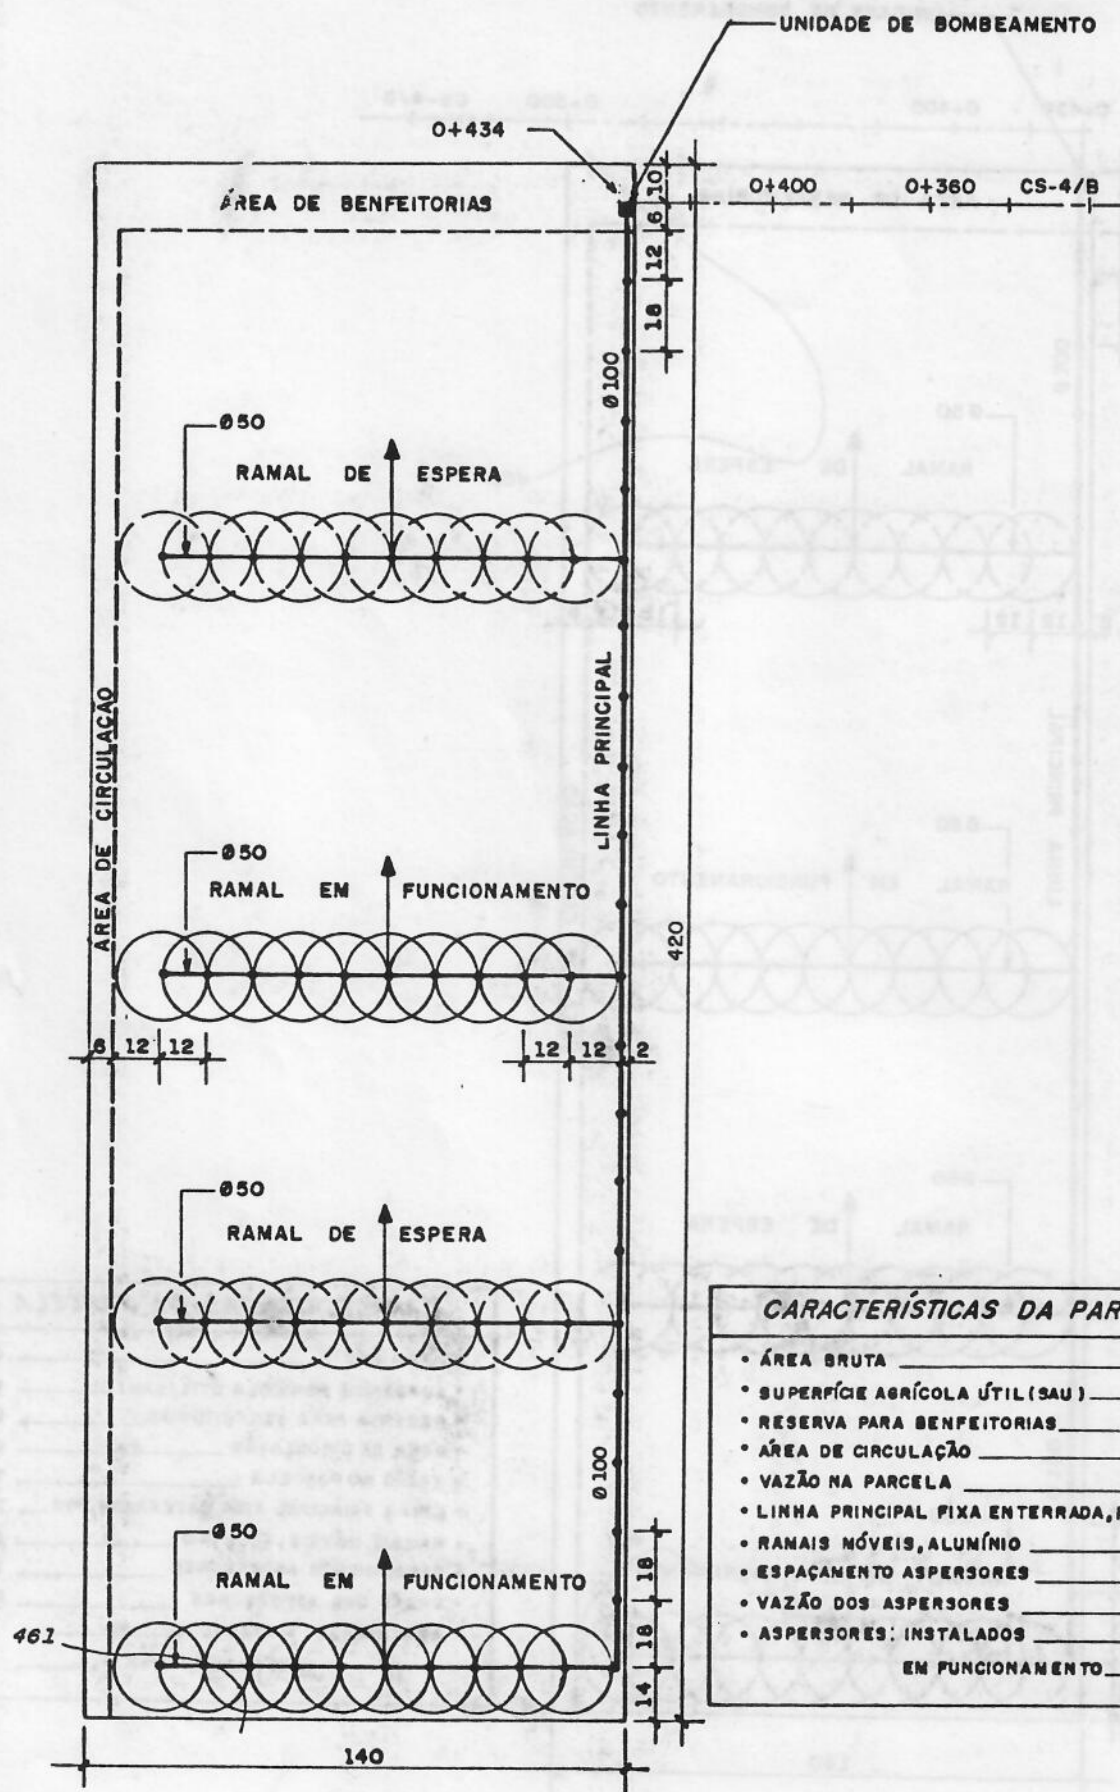 UNIDADE DE BOMBEAMENTO
0+434
ÁREA DE BENFEITORIAS
10
6
12
18
0+400
0+360
CS-4/B
Ø100
Ø50
RAMAL DE ESPERA
LINHA PRINCIPAL
ÁREA DE CIRCULAÇÃO
Ø50
RAMAL EM FUNCIONAMENTO
420
6
12
12
12
12
2
Ø50
RAMAL DE ESPERA
Ø100
Ø50
RAMAL EM FUNCIONAMENTO
18
18
14
461
140
CARACTERÍSTICAS DA PAR
• ÁREA BRUTA
• SUPERFÍCIE AGRÍCOLA ÚTIL (SAU)
• RESERVA PARA BENFEITORIAS
• ÁREA DE CIRCULAÇÃO
• VAZÃO NA PARCELA
• LINHA PRINCIPAL FIXA ENTERRADA,
• RAMAIS MÓVEIS, ALUMÍNIO
• ESPAÇAMENTO ASPERSORES
• VAZÃO DOS ASPERSORES
• ASPERSORES: INSTALADOS
EM FUNCIONAMENTO